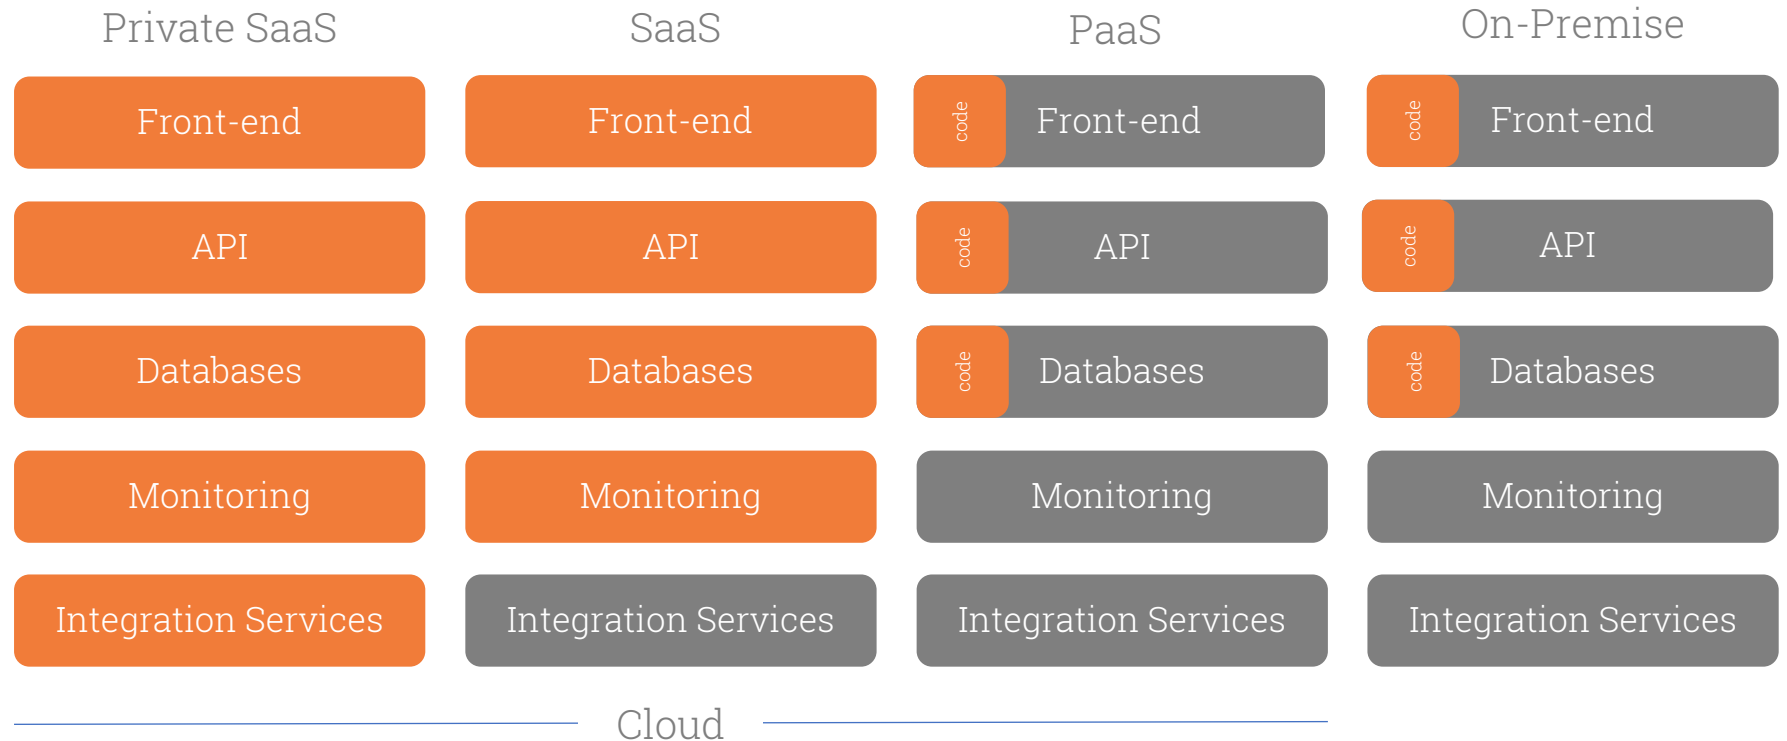 Private SaaS
SaaS
PaaS
On-Premise
Front-end
Front-end
code
Front-end
code
Front-end
API
API
code
API
code
API
Databases
Databases
code
Databases
code
Databases
Monitoring
Monitoring
Monitoring
Monitoring
Integration Services
Integration Services
Integration Services
Integration Services
Cloud